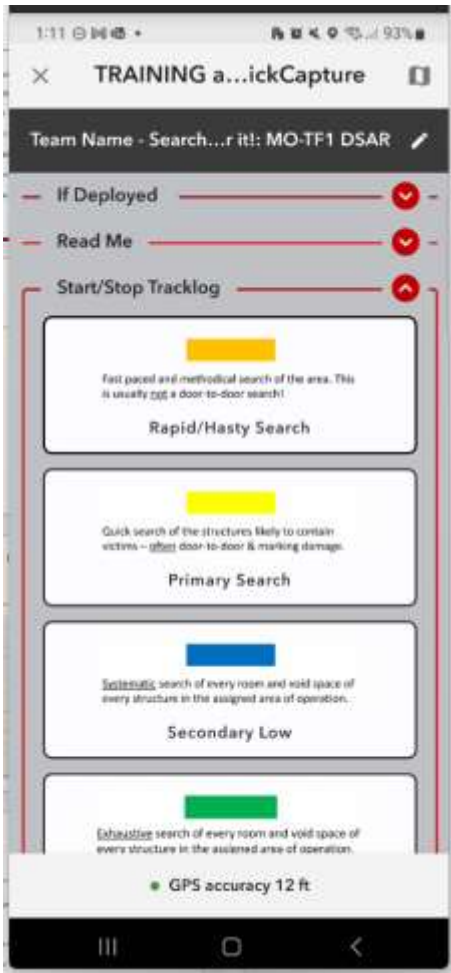 1:11
93%
TRAINING a...ickCapture
Team Name - Search...r it!: MO-TF1 DSAR
If Deployed
Read Me
Start/Stop Tracklog
Fast paced and methodical search of the area. This
is usually not a door-to-door search!
Rapid/Hasty Search
Quick search of the structures likely to contain
victims – often door-to-door & marking damage.
Primary Search
Systematic search of every room and void space of
every structure in the assigned area of operation.
Secondary Low
Exhaustive search of every room and void space of
every structure in the assigned area of operation.
GPS accuracy 12 ft